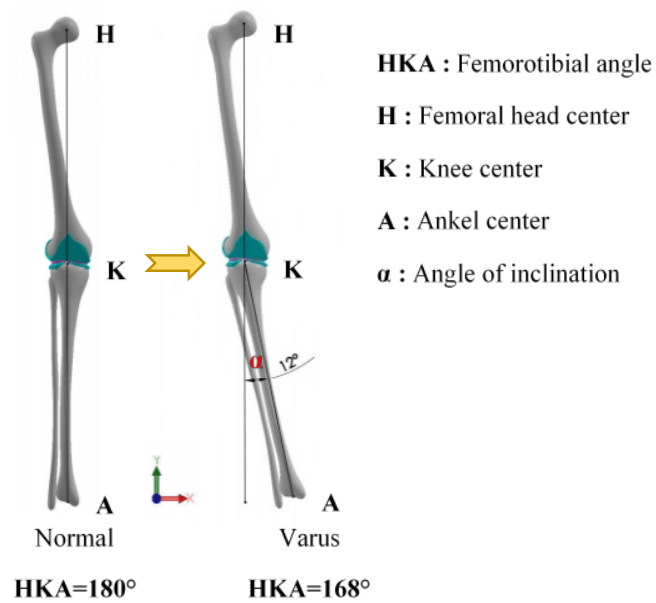 H
H
HKA : Femorotibial angle
H : Femoral head center
K : Knee center
A : Ankel center
α : Angle of inclination
K
K
α
12°
Y
X
A
A
Normal
Varus
HKA=180°
HKA=168°